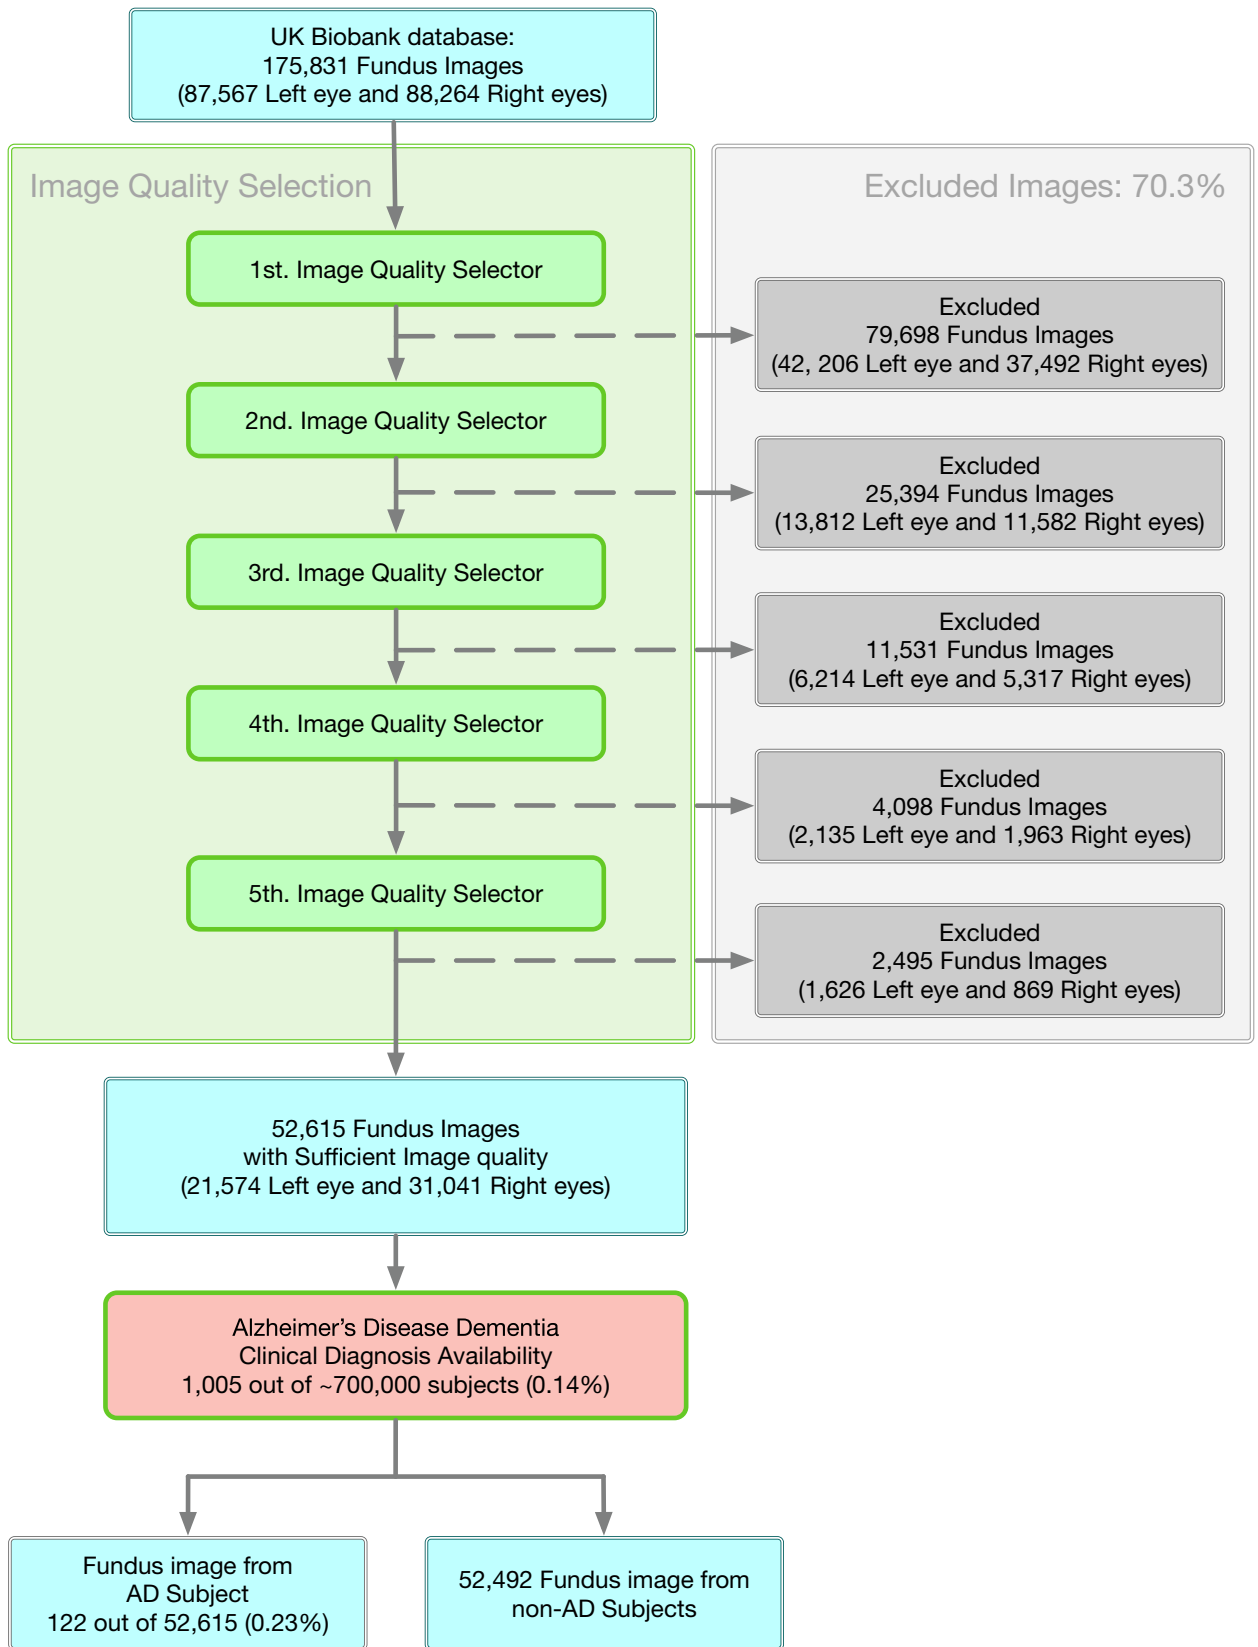 UK Biobank database:
175,831 Fundus Images
(87,567 Left eye and 88,264 Right eyes)
Image Quality Selection
Excluded Images: 70.3%
1st. Image Quality Selector
Excluded
79,698 Fundus Images
(42, 206 Left eye and 37,492 Right eyes)
2nd. Image Quality Selector
Excluded
25,394 Fundus Images
(13,812 Left eye and 11,582 Right eyes)
3rd. Image Quality Selector
Excluded
11,531 Fundus Images
(6,214 Left eye and 5,317 Right eyes)
4th. Image Quality Selector
Excluded
4,098 Fundus Images
(2,135 Left eye and 1,963 Right eyes)
5th. Image Quality Selector
Excluded
2,495 Fundus Images
(1,626 Left eye and 869 Right eyes)
52,615 Fundus Images
with Sufficient Image quality
(21,574 Left eye and 31,041 Right eyes)
Alzheimer’s Disease Dementia
Clinical Diagnosis Availability
1,005 out of ~700,000 subjects (0.14%)
Fundus image from
AD Subject
122 out of 52,615 (0.23%)
52,492 Fundus image from
non-AD Subjects